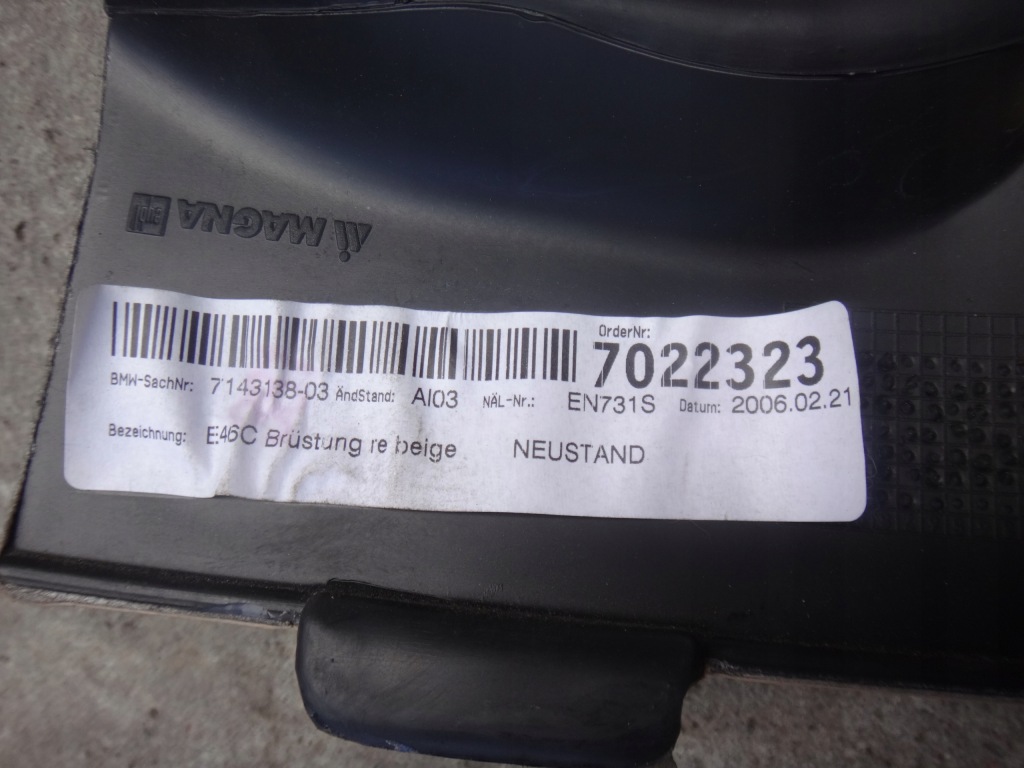 MAGNA
OrderNr:
7022323
BMW-SachNr: 7143138-03 ÄndStand: AI03 NÄL-Nr.: EN731S Datum: 2006.02.21
Bezeichnung: E46C Brüstung re beige NEUSTAND